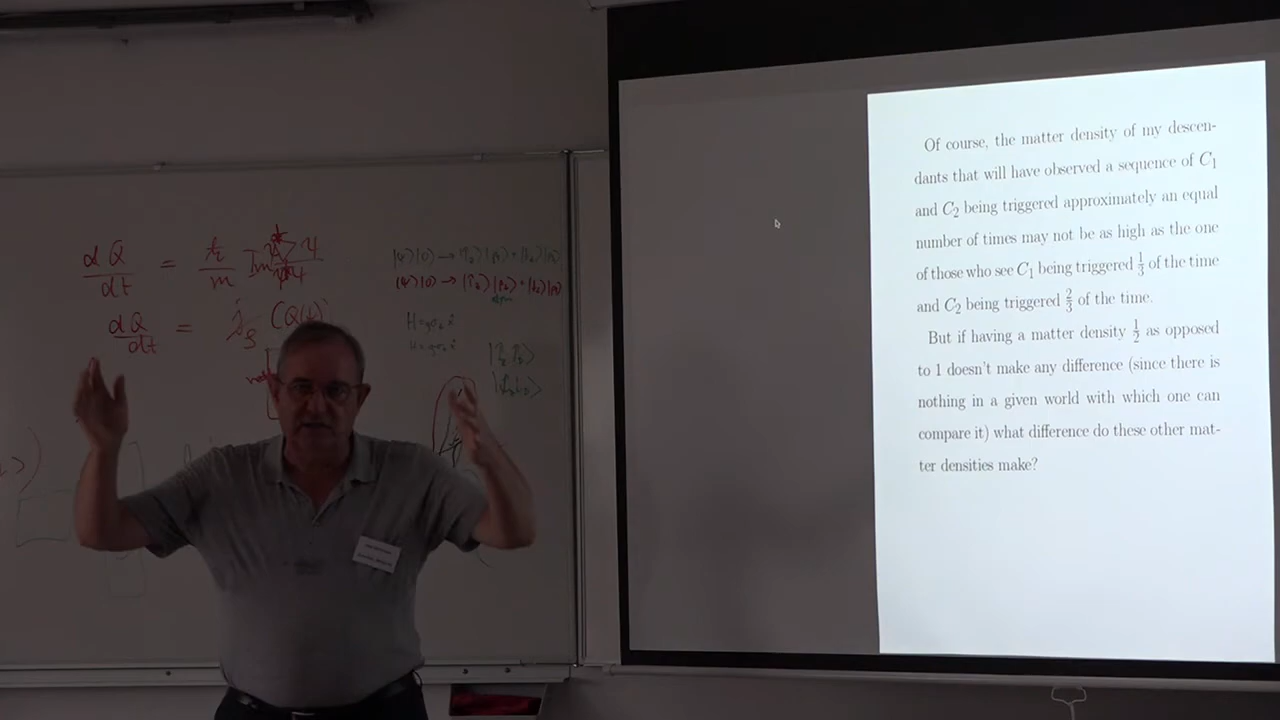 dQ/dt = ħ/m Im
dQ/dt = (Q(t))
H = gσz
Of course, the matter density of my descen-
dants that will have observed a sequence of C₁
and C₂ being triggered approximately an equal
number of times may not be as high as the one
of those who see C₁ being triggered 1/3 of the time
and C₂ being triggered 2/3 of the time.
But if having a matter density 1/2 as opposed
to 1 doesn't make any difference (since there is
nothing in a given world with which one can
compare it) what difference do these other mat-
ter densities make?